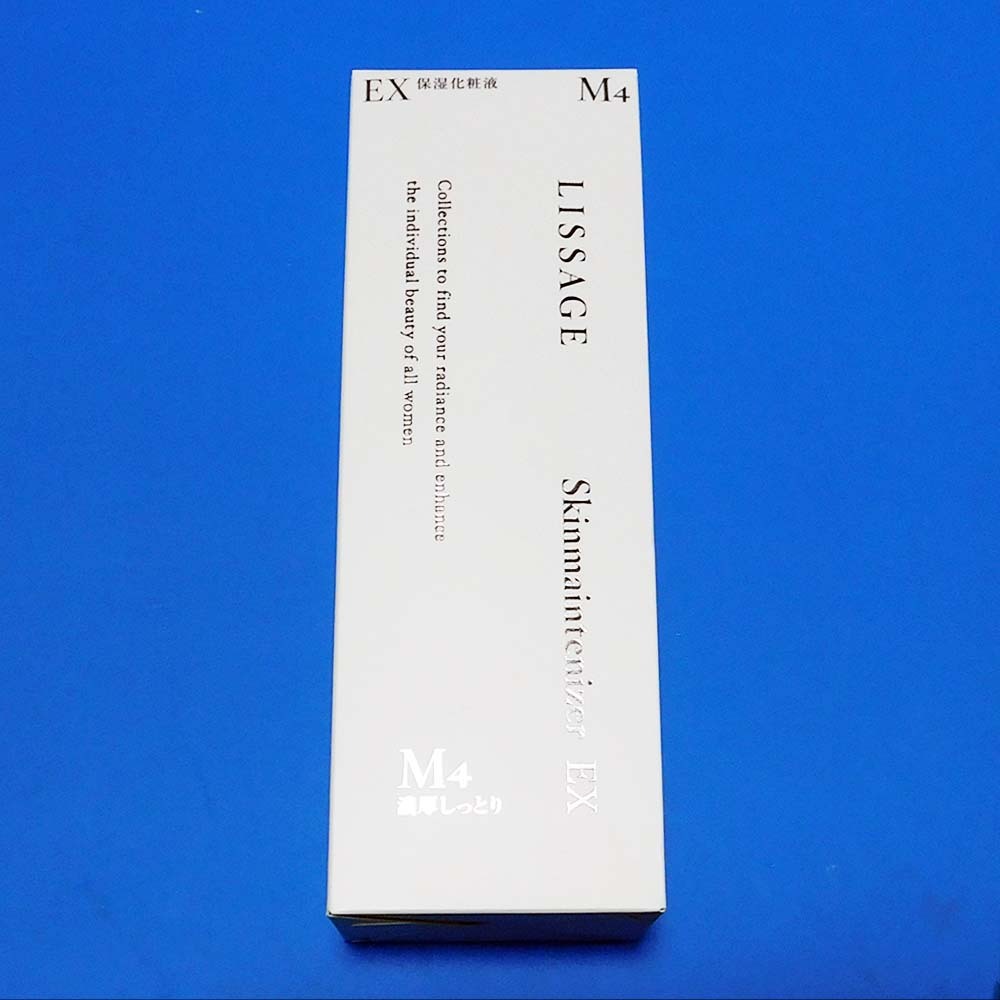 EX 保湿化粧液 M4
LISSAGE Skinmaintenizer EX
Collections to find your radiance and enhance
the individual beauty of all women
M4
濃厚しっとり